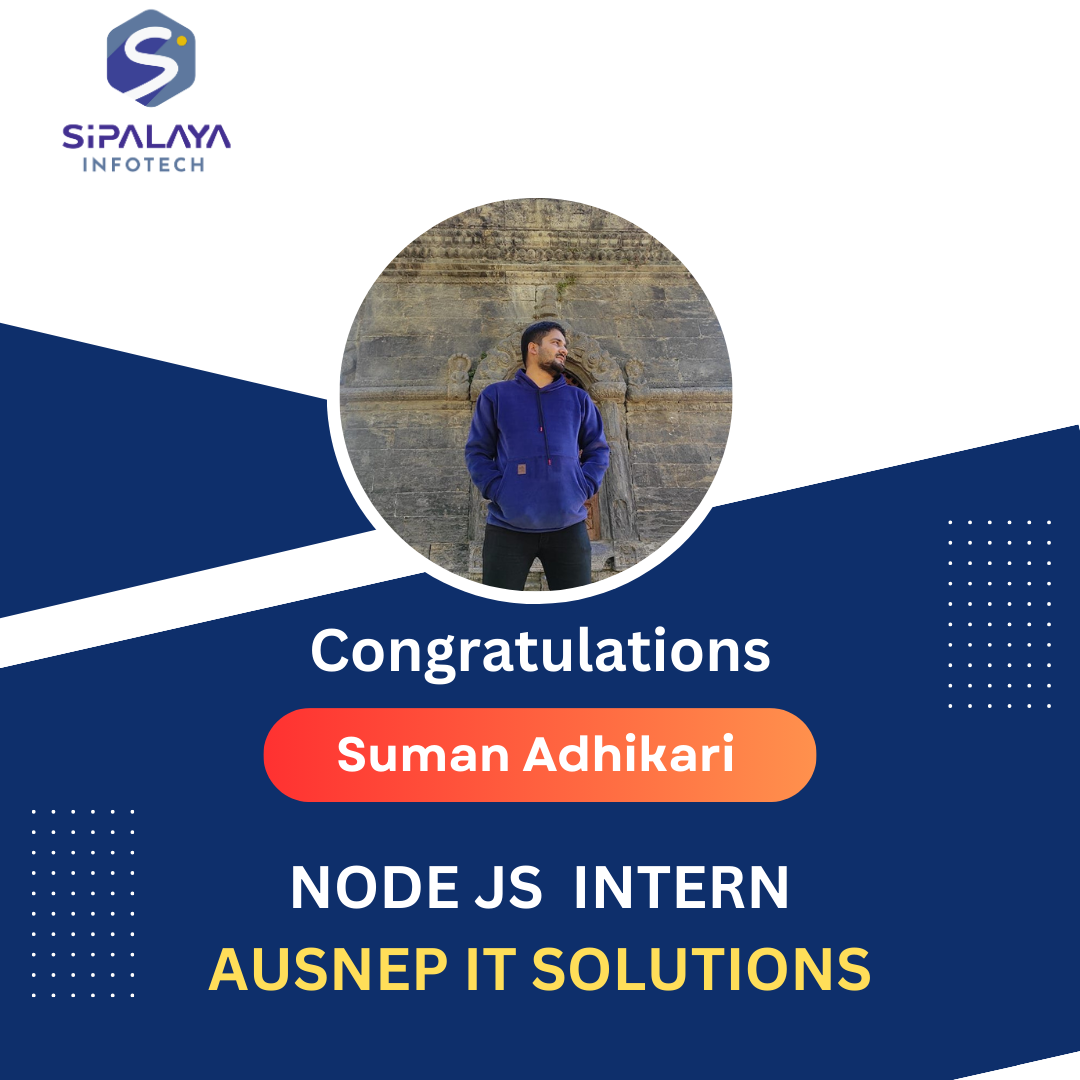 SiPALAYA
INFOTECH
Congratulations
Suman Adhikari
NODE JS INTERN
AUSNEP IT SOLUTIONS